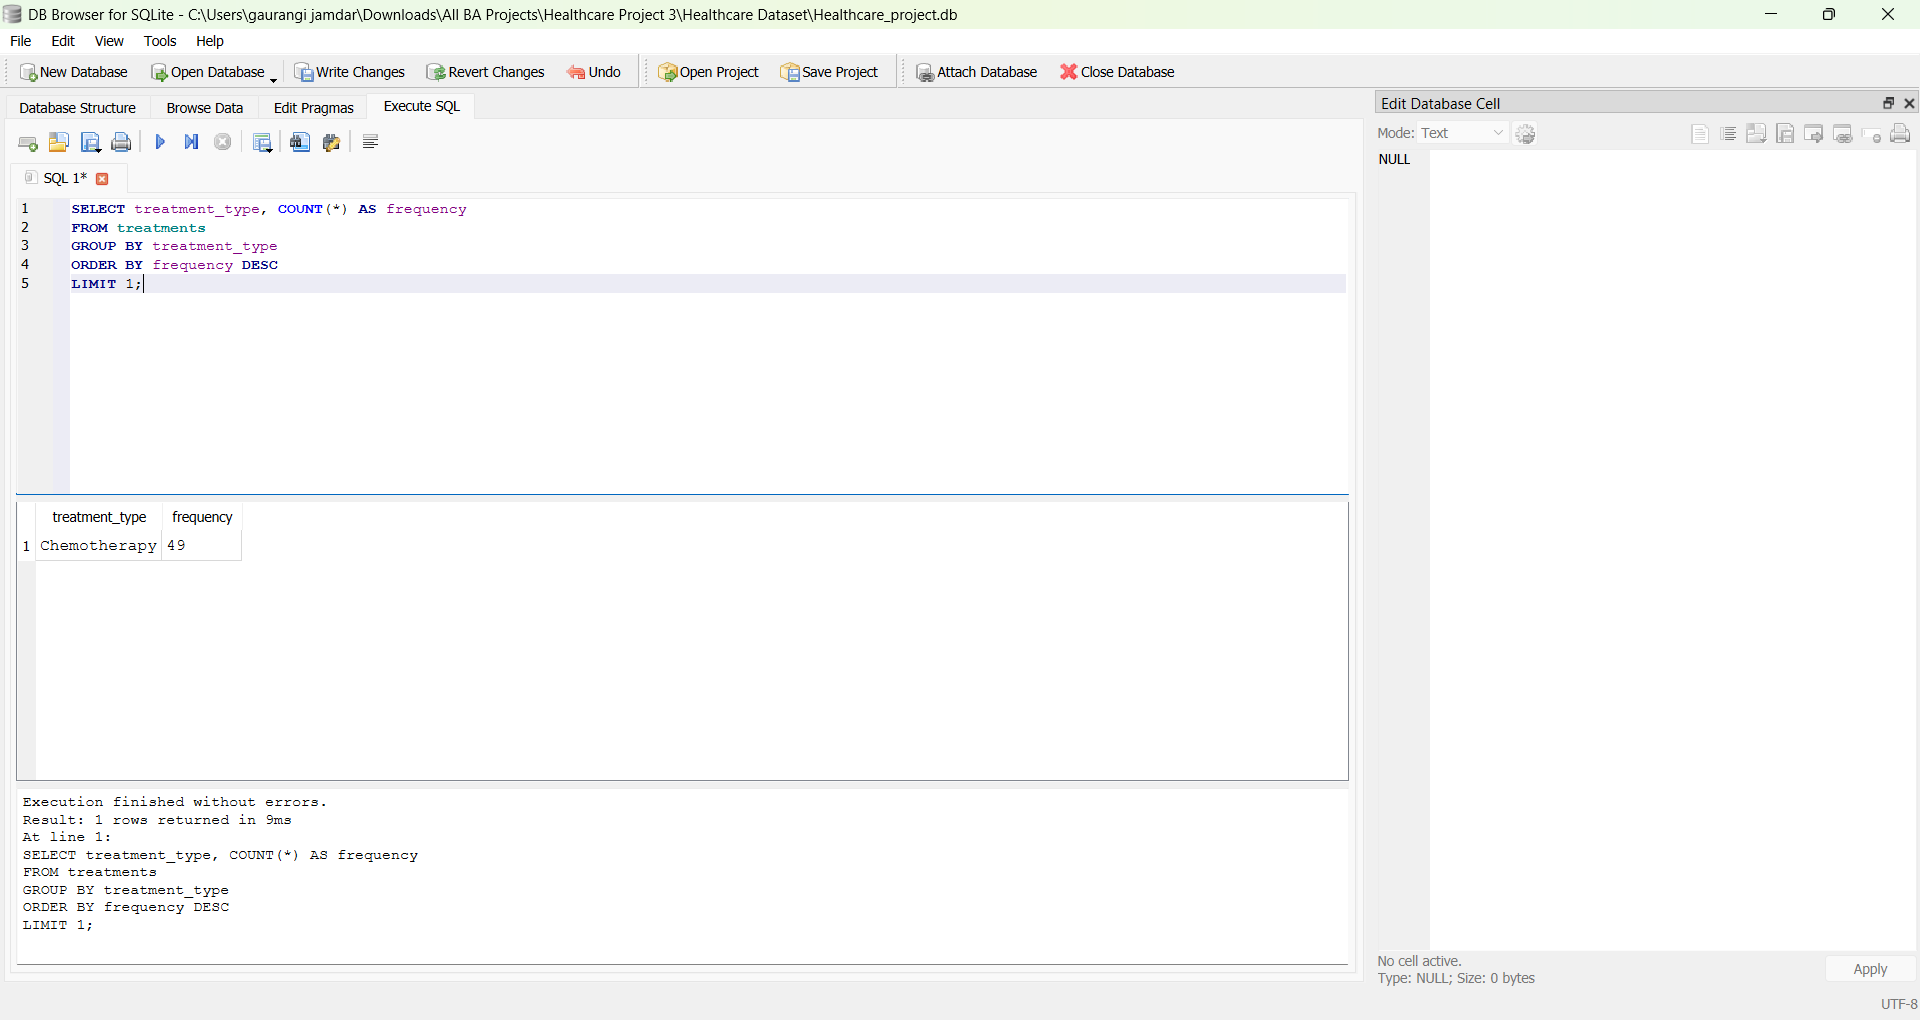 DB Browser for SQLite - C:\Users\gaurangi jamdar\Downloads\All BA Projects\Healthcare Project 3\Healthcare Dataset\Healthcare_project.db
File Edit View Tools Help
New Database Open Database Write Changes Revert Changes Undo Open Project Save Project Attach Database Close Database
Database Structure Browse Data Edit Pragmas Execute SQL
SQL 1*
1 SELECT treatment_type, COUNT(*) AS frequency
2 FROM treatments
3 GROUP BY treatment_type
4 ORDER BY frequency DESC
5 LIMIT 1;
treatment_type frequency
1 Chemotherapy 49
Execution finished without errors.
Result: 1 rows returned in 9ms
At line 1:
SELECT treatment_type, COUNT(*) AS frequency
FROM treatments
GROUP BY treatment_type
ORDER BY frequency DESC
LIMIT 1;
Edit Database Cell
Mode: Text
NULL
No cell active.
Type: NULL; Size: 0 bytes
Apply
UTF-8